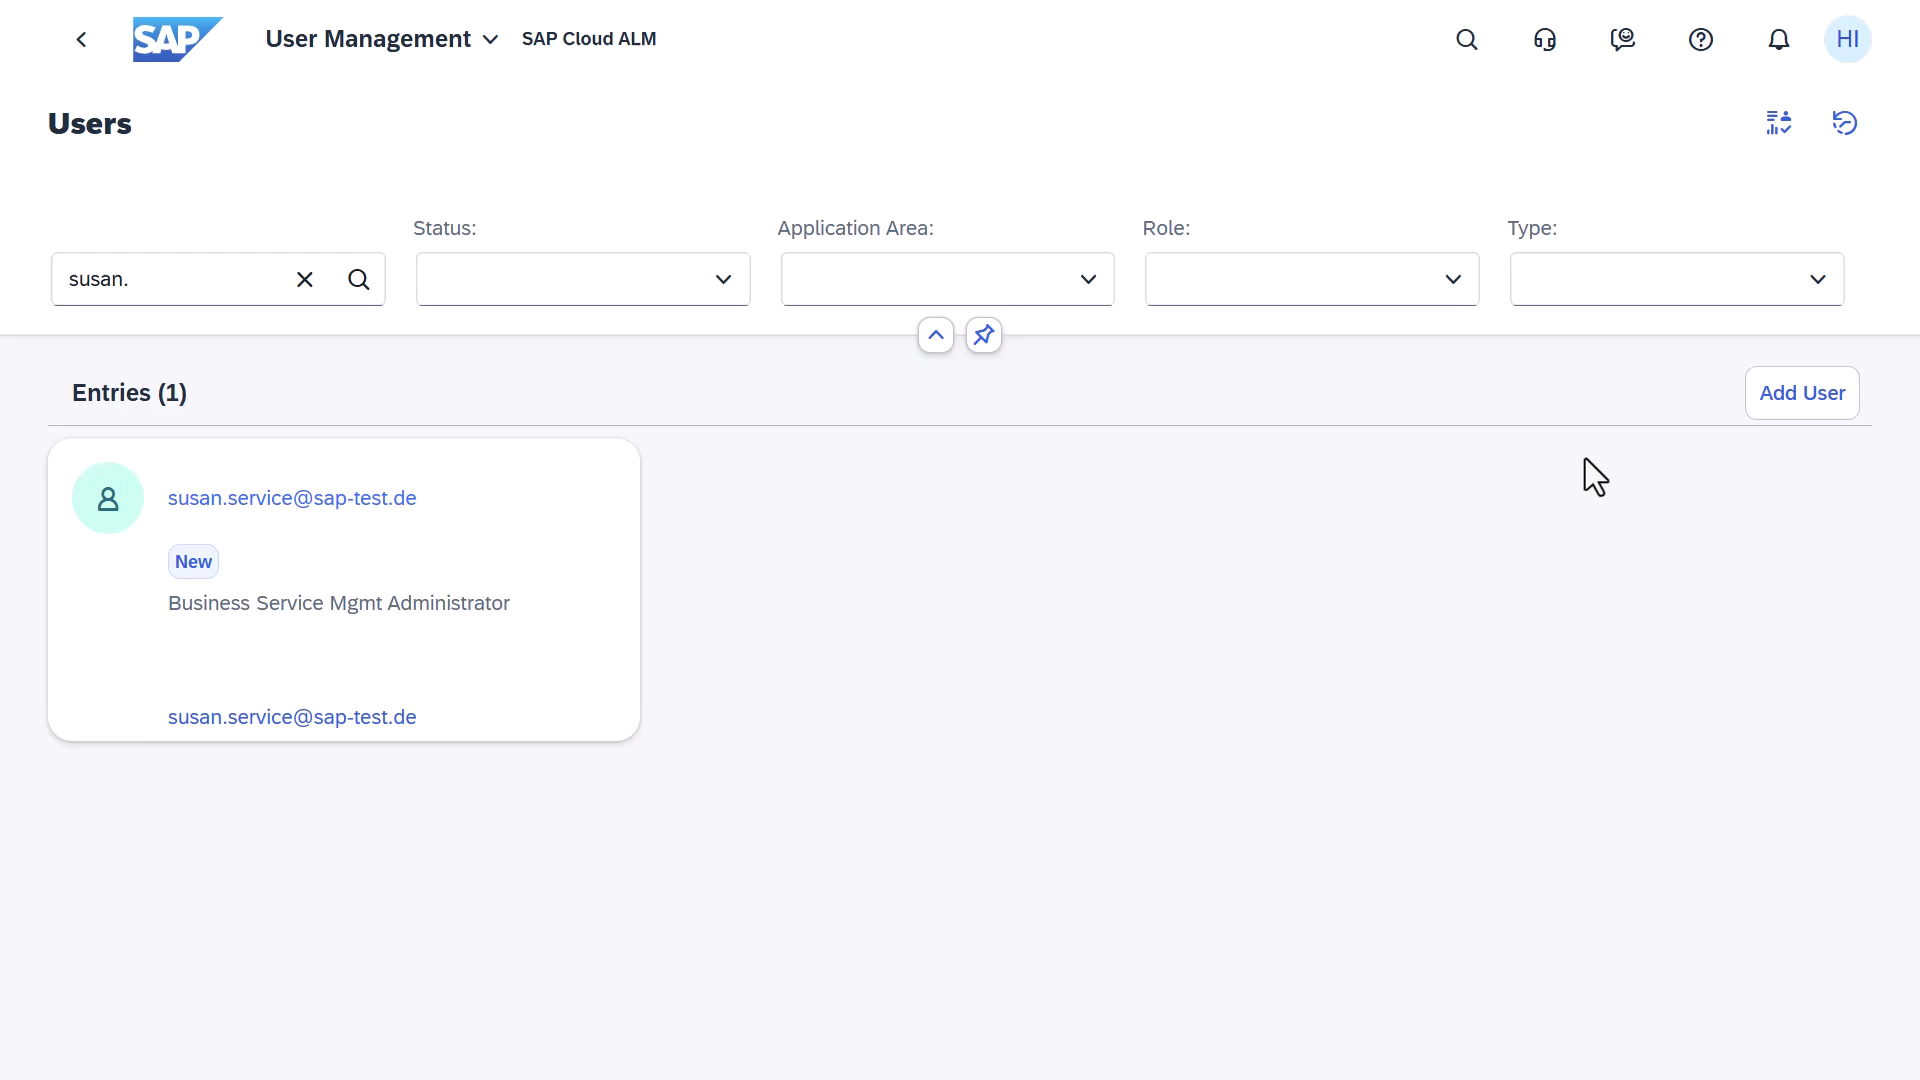 SAP
User Management
SAP Cloud ALM
HI
Users
Status:
Application Area:
Role:
Type:
susan.
Entries (1)
Add User
susan.service@sap-test.de
New
Business Service Mgmt Administrator
susan.service@sap-test.de